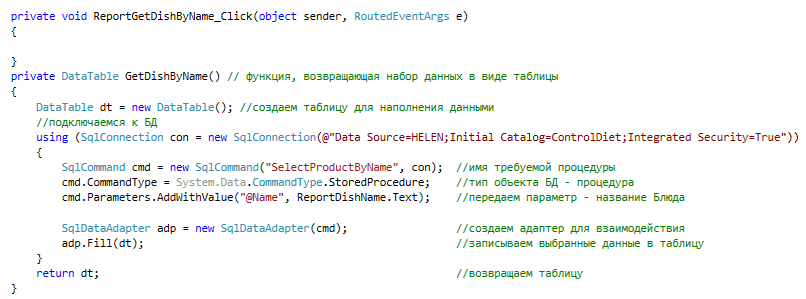 private void ReportGetDishByName_Click(object sender, RoutedEventArgs e)
{
}
private DataTable GetDishByName() // функция, возвращающая набор данных в виде таблицы
{
DataTable dt = new DataTable(); //создаем таблицу для наполнения данными
//подключаемся к БД
using (SqlConnection con = new SqlConnection(@"Data Source=HELEN;Initial Catalog=ControlDiet;Integrated Security=True"))
{
SqlCommand cmd = new SqlCommand("SelectProductByName", con); //имя требуемой процедуры
cmd.CommandType = System.Data.CommandType.StoredProcedure; //тип объекта БД - процедура
cmd.Parameters.AddWithValue("@Name", ReportDishName.Text); //передаем параметр - название Блюда
SqlDataAdapter adp = new SqlDataAdapter(cmd); //создаем адаптер для взаимодействия
adp.Fill(dt); //записываем выбранные данные в таблицу
}
return dt; //возвращаем таблицу
}